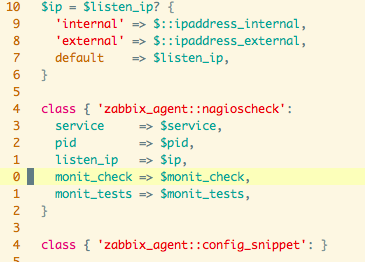 10 $ip = $listen_ip? {
9   'internal' => $::ipaddress_internal,
8   'external' => $::ipaddress_external,
7   default    => $listen_ip,
6 }
5
4 class { 'zabbix_agent::nagioscheck':
3   service     => $service,
2   pid         => $pid,
1   listen_ip   => $ip,
0   monit_check => $monit_check,
1   monit_tests => $monit_tests,
2 }
3
4 class { 'zabbix_agent::config_snippet': }